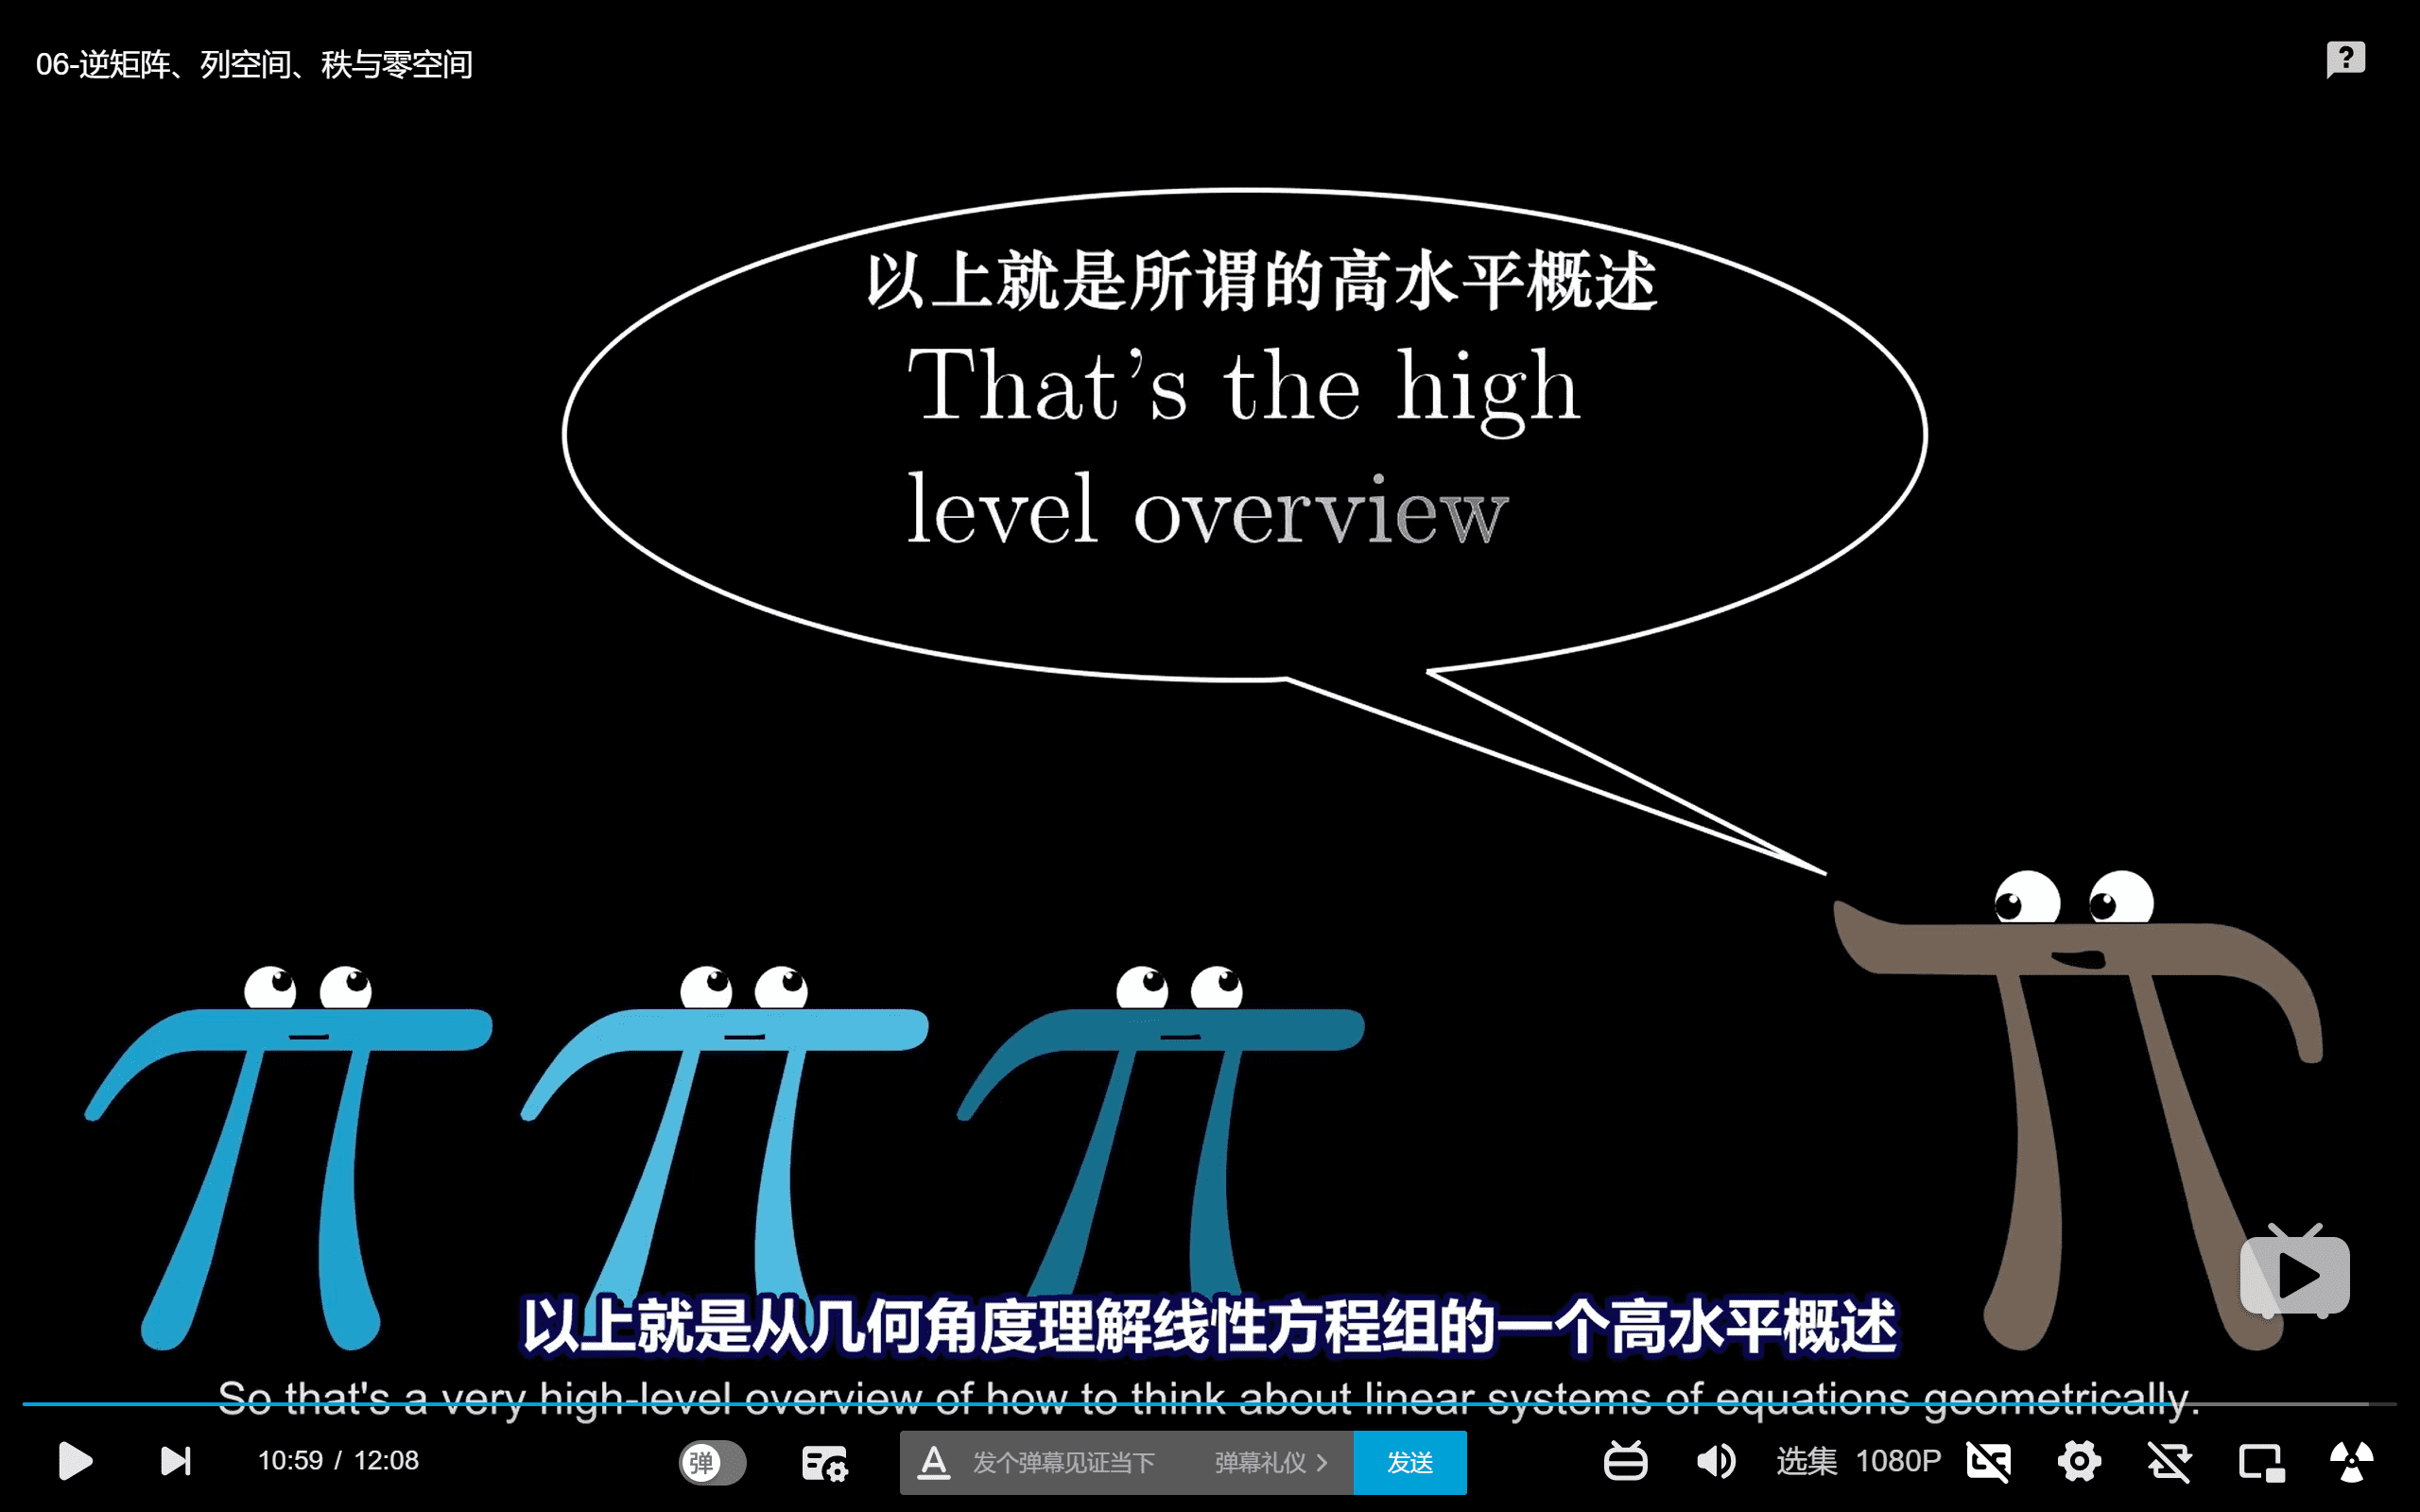 06-逆矩阵、列空间、秩与零空间
以上就是所谓的高水平概述
That's the high
level overview
以上就是从几何角度理解线性方程组的一个高水平概述
So that's a very high-level overview of how to think about linear systems of equations geometrically.
10:59 / 12:08
弹
发个弹幕见证当下
弹幕礼仪
发送
选集
1080P